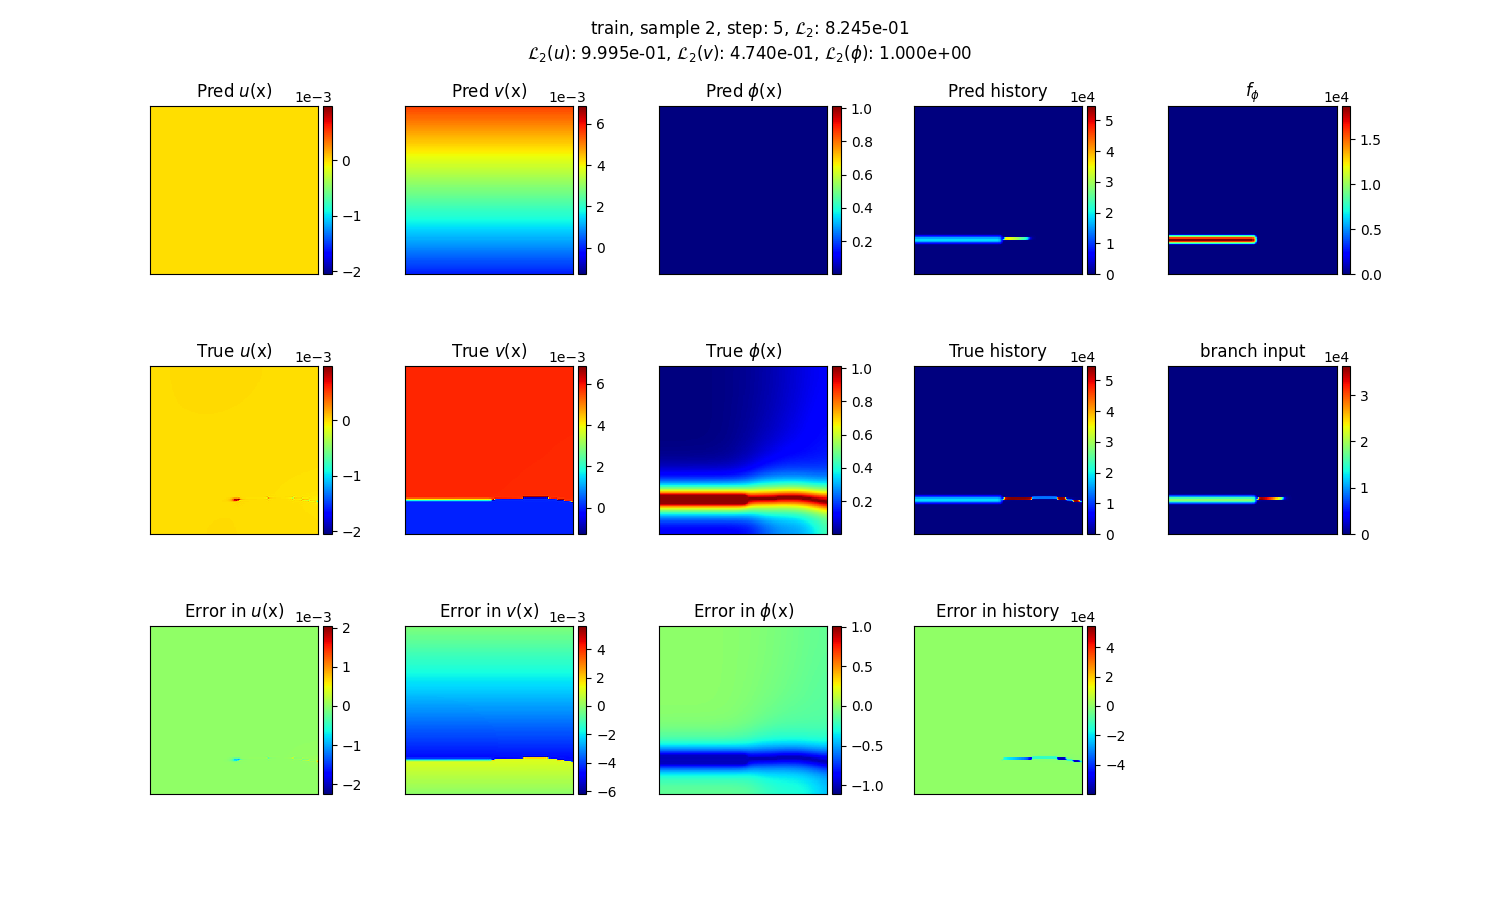 train, sample 2, step: 5, ℒ₂: 8.245e-01
ℒ₂(u): 9.995e-01, ℒ₂(v): 4.740e-01, ℒ₂(ϕ): 1.000e+00
Pred u(x)
1e−3
0
−1
−2
Pred v(x)
1e−3
6
4
2
0
Pred ϕ(x)
1.0
0.8
0.6
0.4
0.2
Pred history
1e4
5
4
3
2
1
0
fϕ
1e4
1.5
1.0
0.5
0.0
True u(x)
1e−3
0
−1
−2
True v(x)
1e−3
6
4
2
0
True ϕ(x)
1.0
0.8
0.6
0.4
0.2
True history
1e4
5
4
3
2
1
0
branch input
1e4
3
2
1
0
Error in u(x)
1e−3
2
1
0
−1
−2
Error in v(x)
1e−3
4
2
0
−2
−4
−6
Error in ϕ(x)
1.0
0.5
0.0
−0.5
−1.0
Error in history
1e4
4
2
0
−2
−4